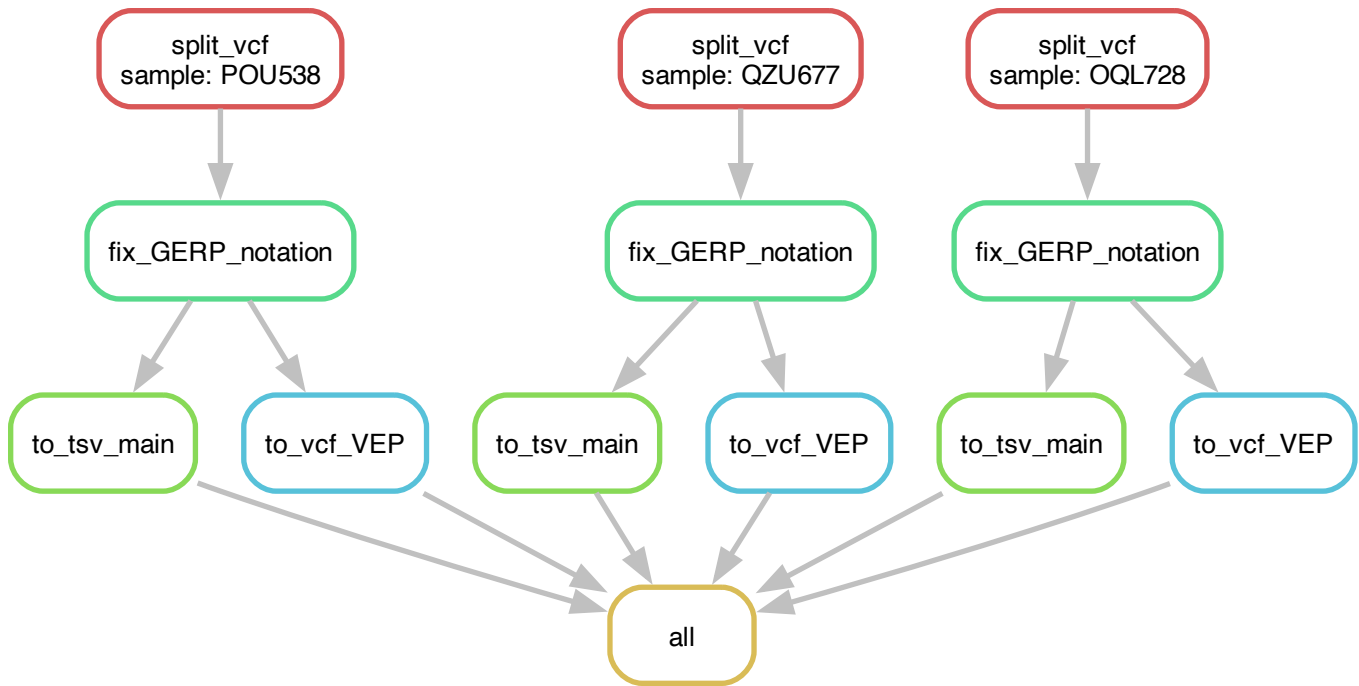 split_vcf
sample: POU538
split_vcf
sample: QZU677
split_vcf
sample: OQL728
fix_GERP_notation
fix_GERP_notation
fix_GERP_notation
to_tsv_main
to_vcf_VEP
to_tsv_main
to_vcf_VEP
to_tsv_main
to_vcf_VEP
all